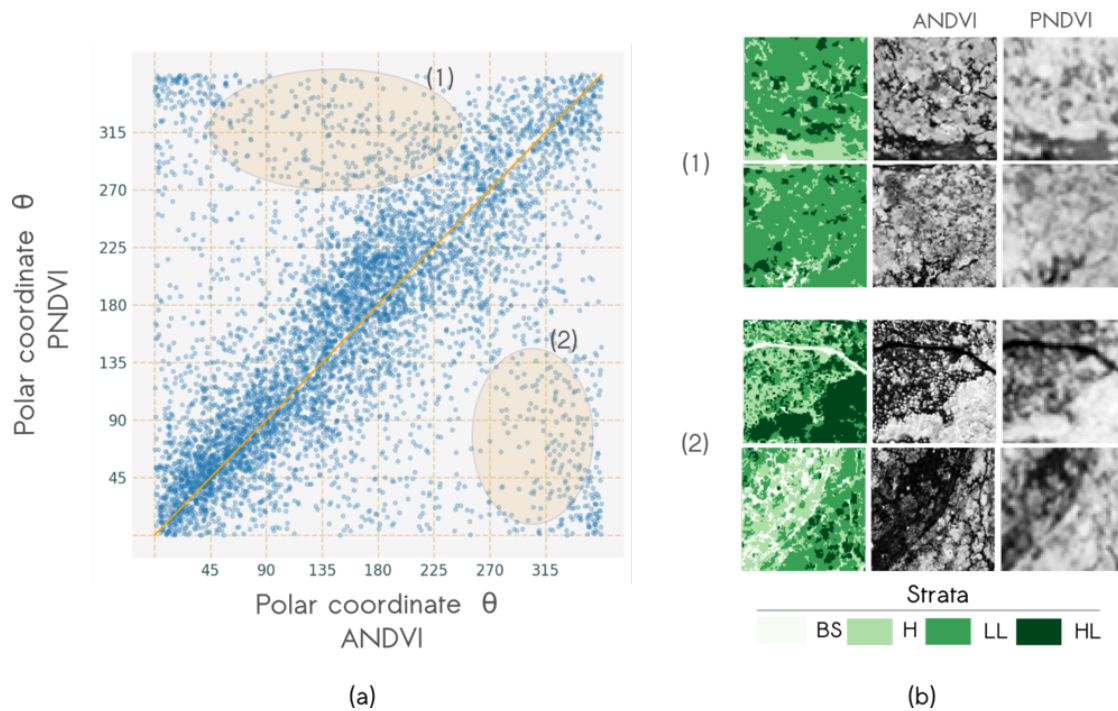 ANDVI PNDVI
(1)
(2)
315
270
225
180
135
90
45
45 90 135 180 225 270 315
Polar coordinate θ
PNDVI
Polar coordinate θ
ANDVI
(a)
(1)
(2)
Strata
BS H LL HL
(b)